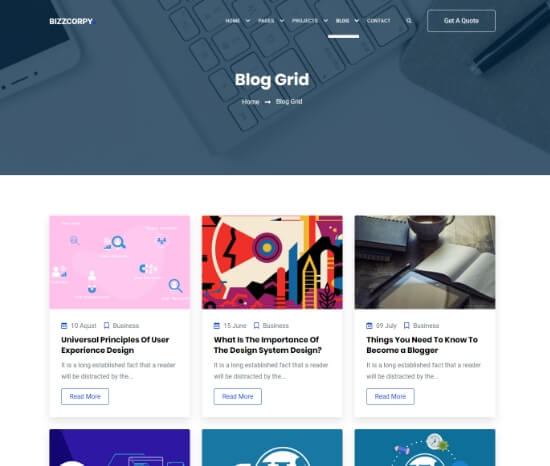 BIZZCORPY
HOME PAGES PROJECTS BLOG CONTACT
Get A Quote
Blog Grid
Home → Blog Grid
10 Aqust Business
Universal Principles Of User
Experience Design
It is a long established fact that a reader
will be distracted by the...
Read More
15 June Business
What Is The Importance Of
The Design System Design?
It is a long established fact that a reader
will be distracted by the...
Read More
09 July Business
Things You Need To Know To
Become a Blogger
It is a long established fact that a reader
will be distracted by the...
Read More